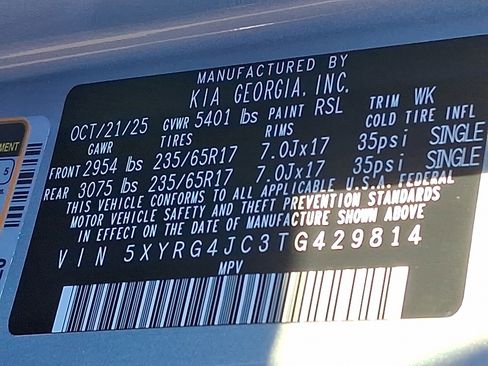 MANUFACTURED BY
KIA GEORGIA, INC.
OCT/21/25 GVWR 5401 lbs PAINT RSL TRIM WK
GAWR TIRES RIMS COLD TIRE INFL
FRONT 2954 lbs 235/65R17 7.0Jx17 35psi SINGLE
REAR 3075 lbs 235/65R17 7.0Jx17 35psi SINGLE
THIS VEHICLE CONFORMS TO ALL APPLICABLE U.S.A. FEDERAL
MOTOR VEHICLE SAFETY AND THEFT PREVENTION STANDARDS
IN EFFECT ON THE DATE OF MANUFACTURE SHOWN ABOVE
VIN 5XYRG4JC3TG429814
MPV